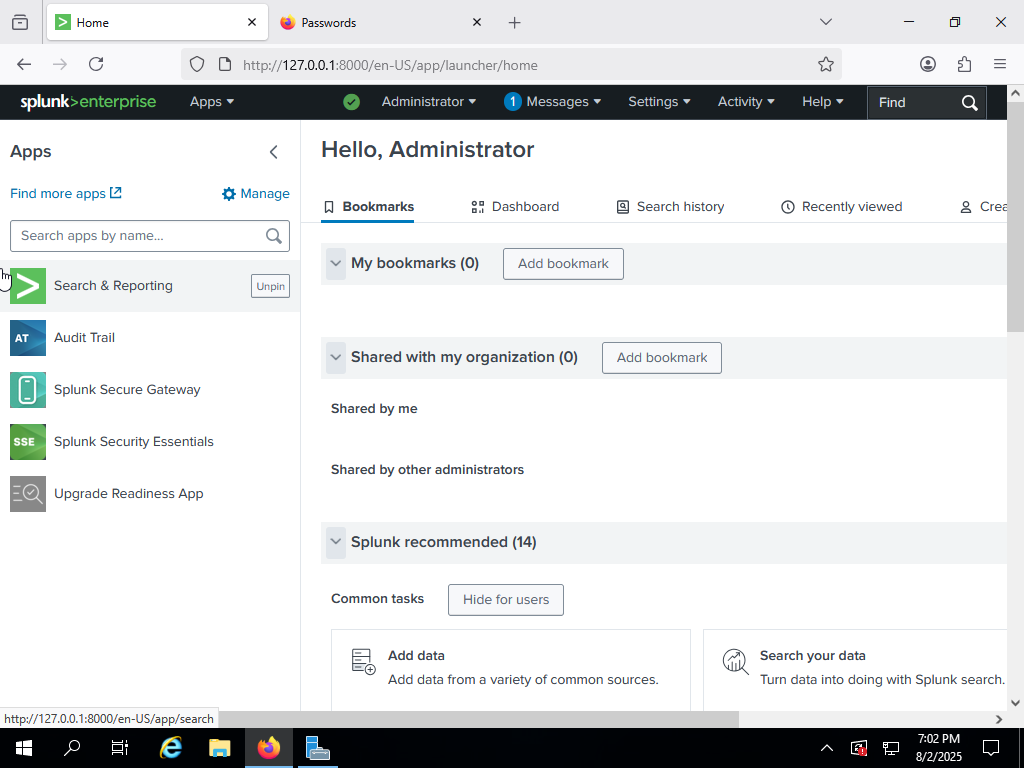 Home
Passwords
http://127.0.0.1:8000/en-US/app/launcher/home
splunk>enterprise
Apps
Administrator
1
Messages
Settings
Activity
Help
Find
Apps
Find more apps
Manage
Search apps by name...
Search & Reporting
Unpin
AT
Audit Trail
Splunk Secure Gateway
SSE
Splunk Security Essentials
Upgrade Readiness App
Hello, Administrator
Bookmarks
Dashboard
Search history
Recently viewed
Crea
My bookmarks (0)
Add bookmark
Shared with my organization (0)
Add bookmark
Shared by me
Shared by other administrators
Splunk recommended (14)
Common tasks
Hide for users
Add data
Add data from a variety of common sources.
Search your data
Turn data into doing with Splunk search.
http://127.0.0.1:8000/en-US/app/search
7:02 PM
8/2/2025